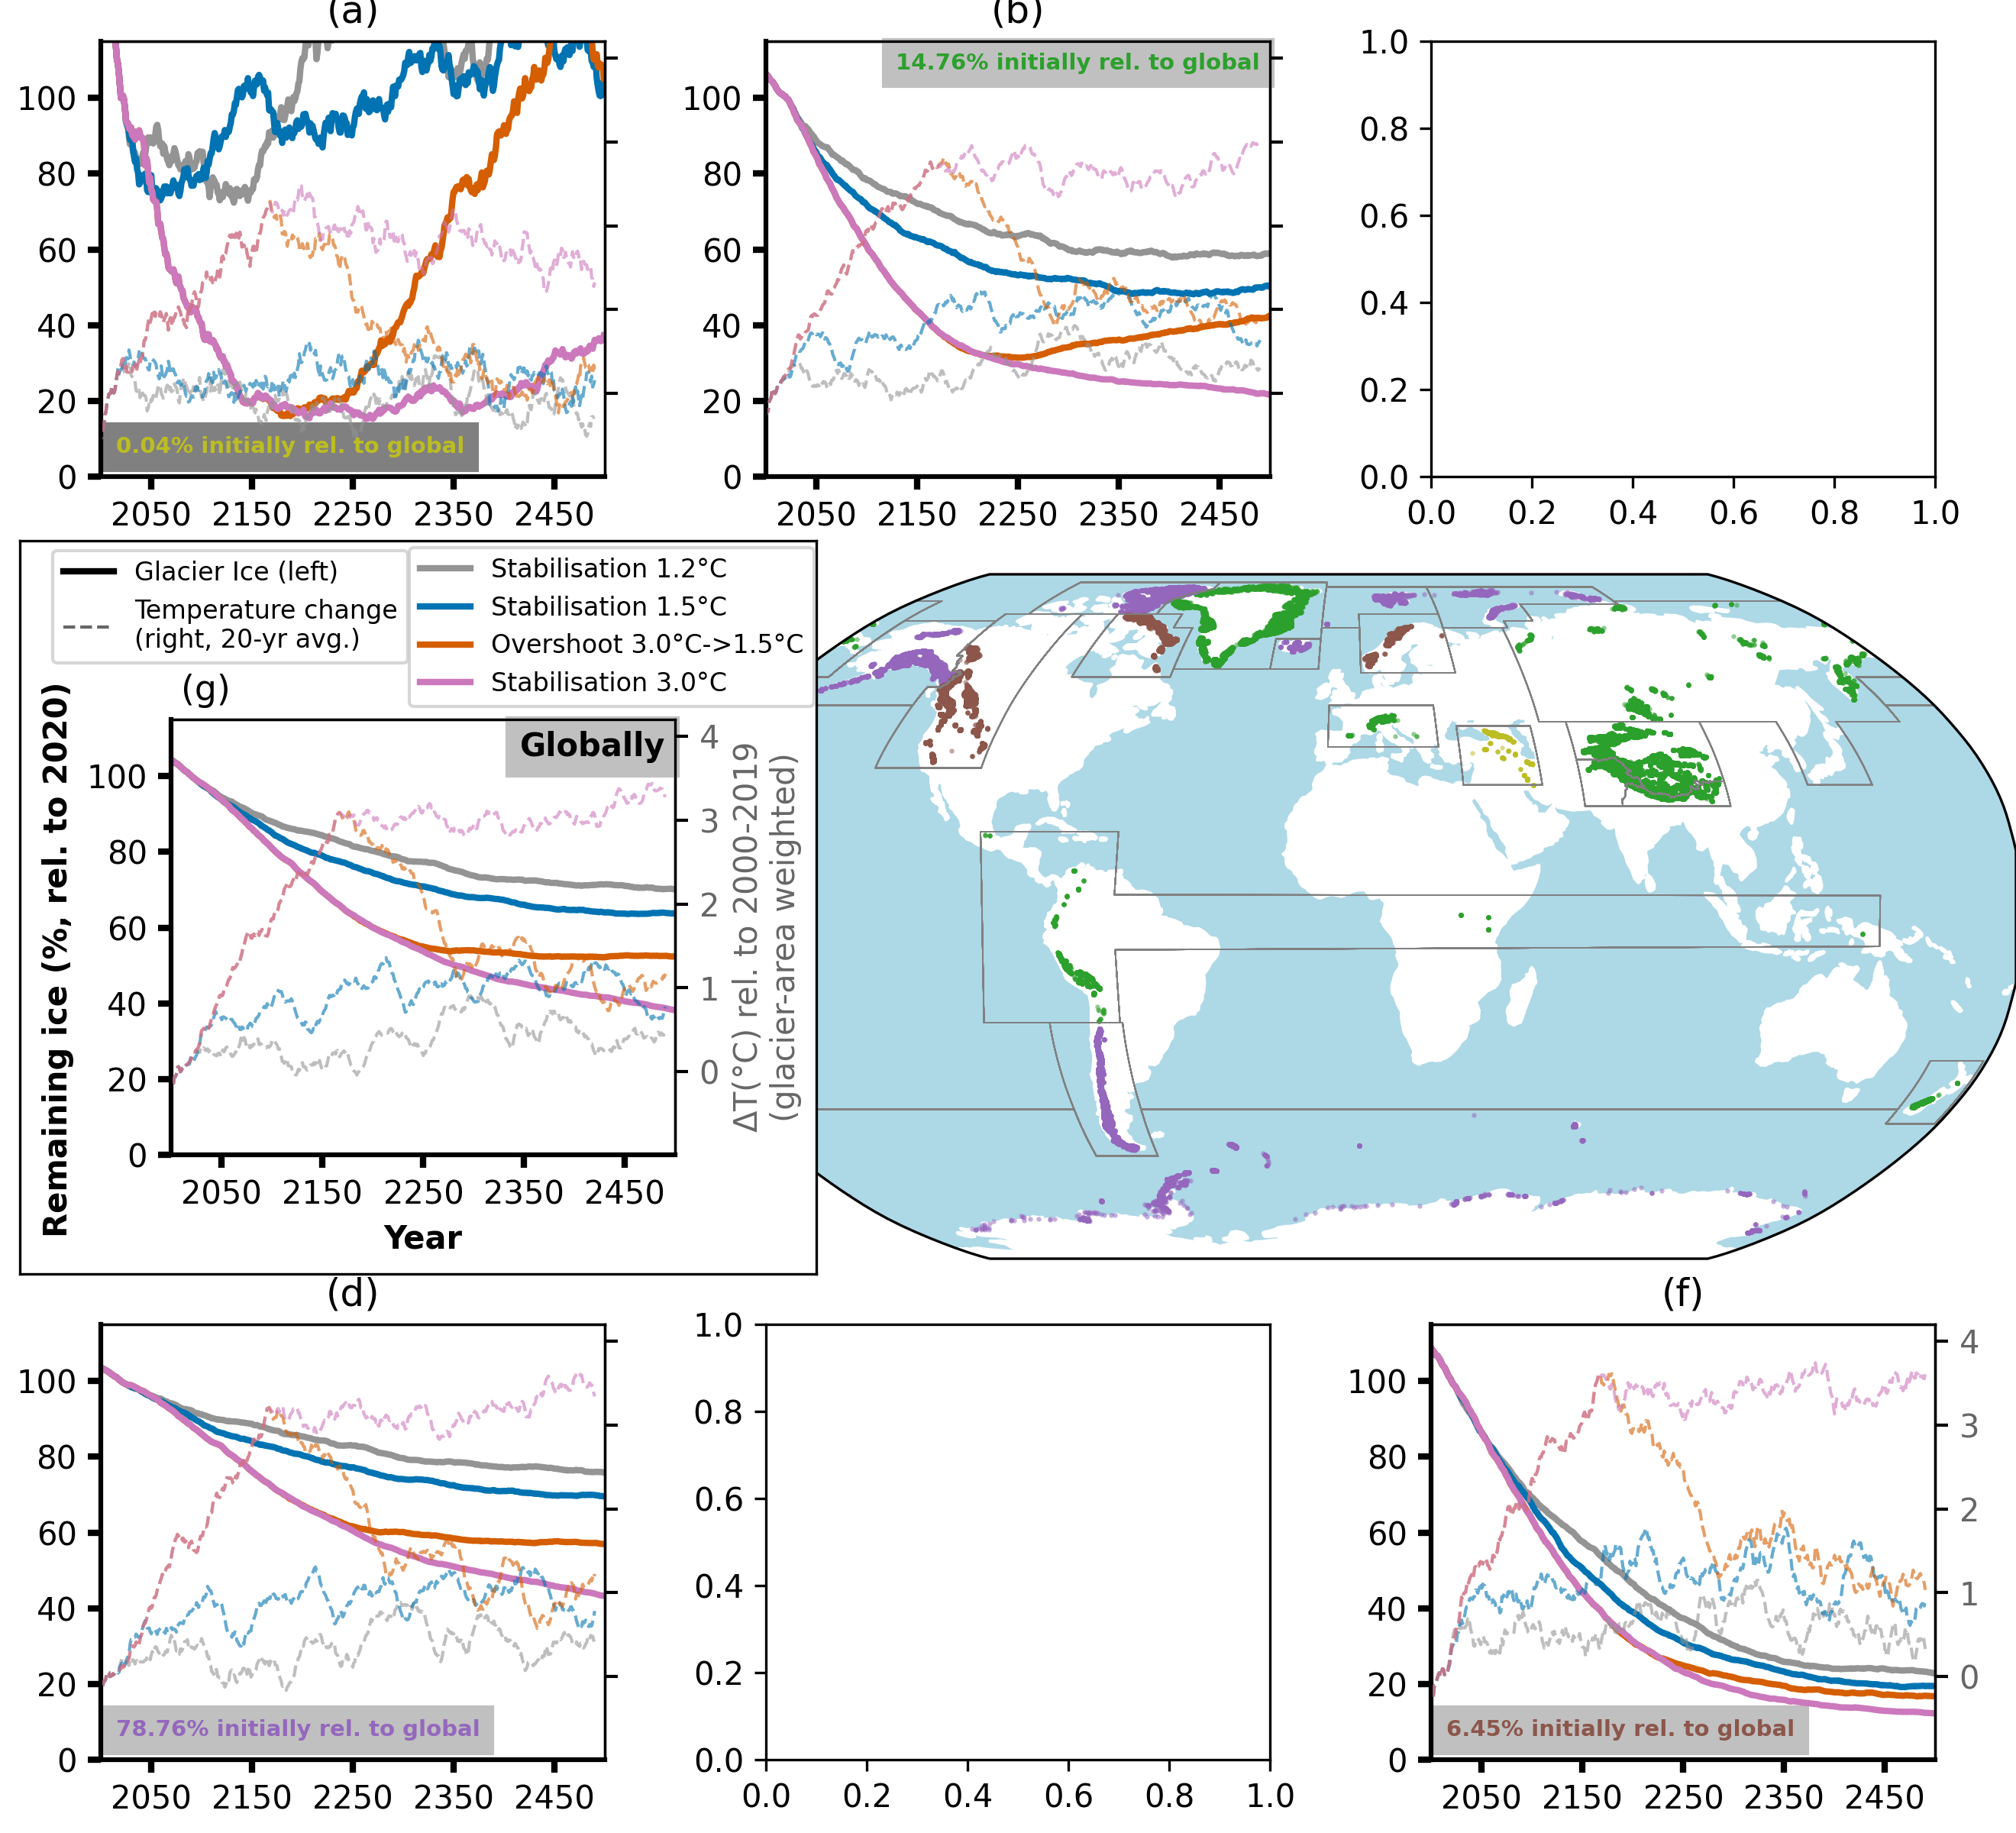 (a)
(b)
100
80
60
40
20
0
2050 2150 2250 2350 2450
0.04% initially rel. to global
100
80
60
40
20
0
2050 2150 2250 2350 2450
14.76% initially rel. to global
1.0
0.8
0.6
0.4
0.2
0.0
0.0 0.2 0.4 0.6 0.8 1.0
Glacier Ice (left)
Temperature change
(right, 20-yr avg.)
Stabilisation 1.2°C
Stabilisation 1.5°C
Overshoot 3.0°C->1.5°C
Stabilisation 3.0°C
(g)
Globally
Remaining ice (%, rel. to 2020)
100
80
60
40
20
0
2050 2150 2250 2350 2450
Year
4
3
2
1
0
ΔT(°C) rel. to 2000-2019
(glacier-area weighted)
(d)
(f)
100
80
60
40
20
0
2050 2150 2250 2350 2450
78.76% initially rel. to global
1.0
0.8
0.6
0.4
0.2
0.0
0.0 0.2 0.4 0.6 0.8 1.0
100
80
60
40
20
0
2050 2150 2250 2350 2450
6.45% initially rel. to global
4
3
2
1
0